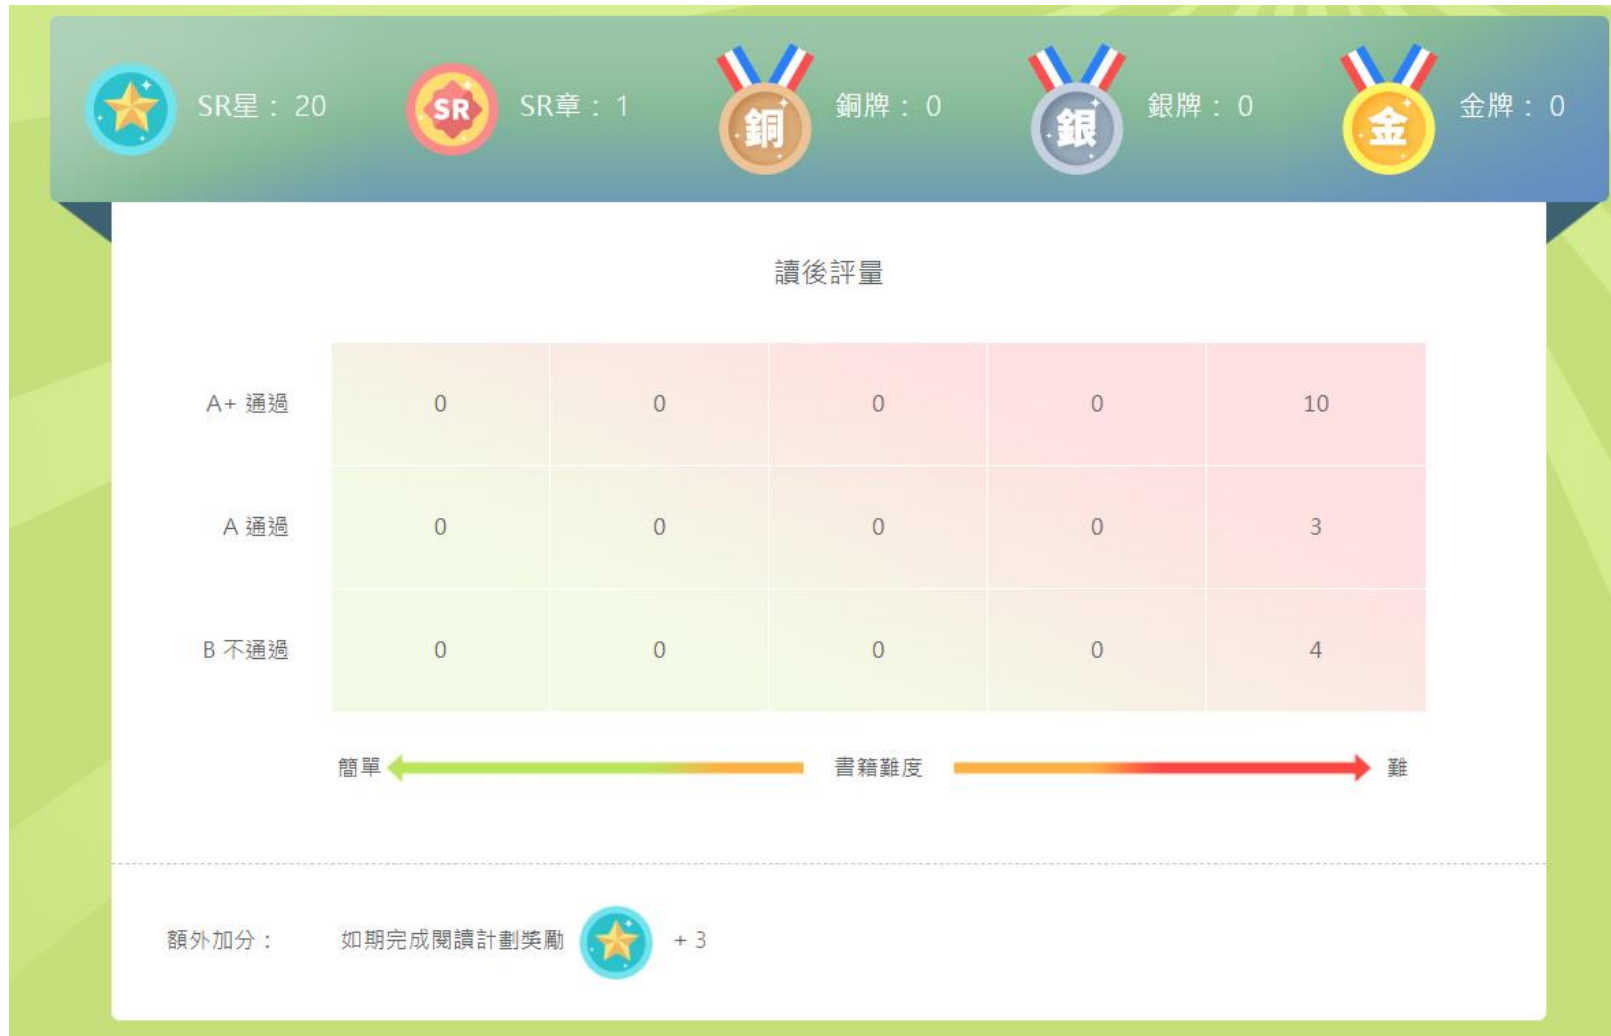 SR星： 20 SR SR章： 1 銅 銅牌： 0 銀 銀牌： 0 金 金牌： 0
讀後評量
A+ 通過 0 0 0 0 10
A 通過 0 0 0 0 3
B 不通過 0 0 0 0 4
簡單 書籍難度 難
額外加分： 如期完成閱讀計劃獎勵 + 3